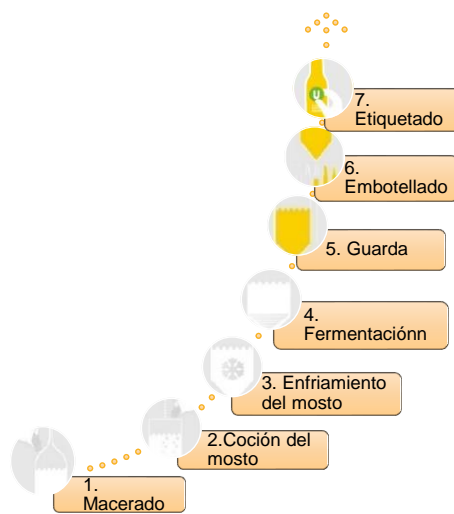 7.
Etiquetado
6.
Embotellado
5. Guarda
4.
Fermentaciónn
3. Enfriamiento
del mosto
2.Coción del
mosto
1.
Macerado
U